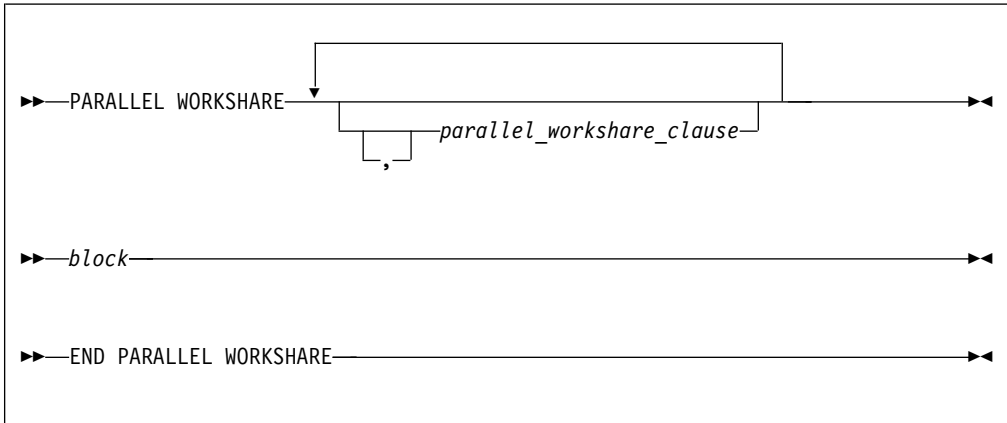 PARALLEL WORKSHARE
parallel_workshare_clause
,
block
END PARALLEL WORKSHARE